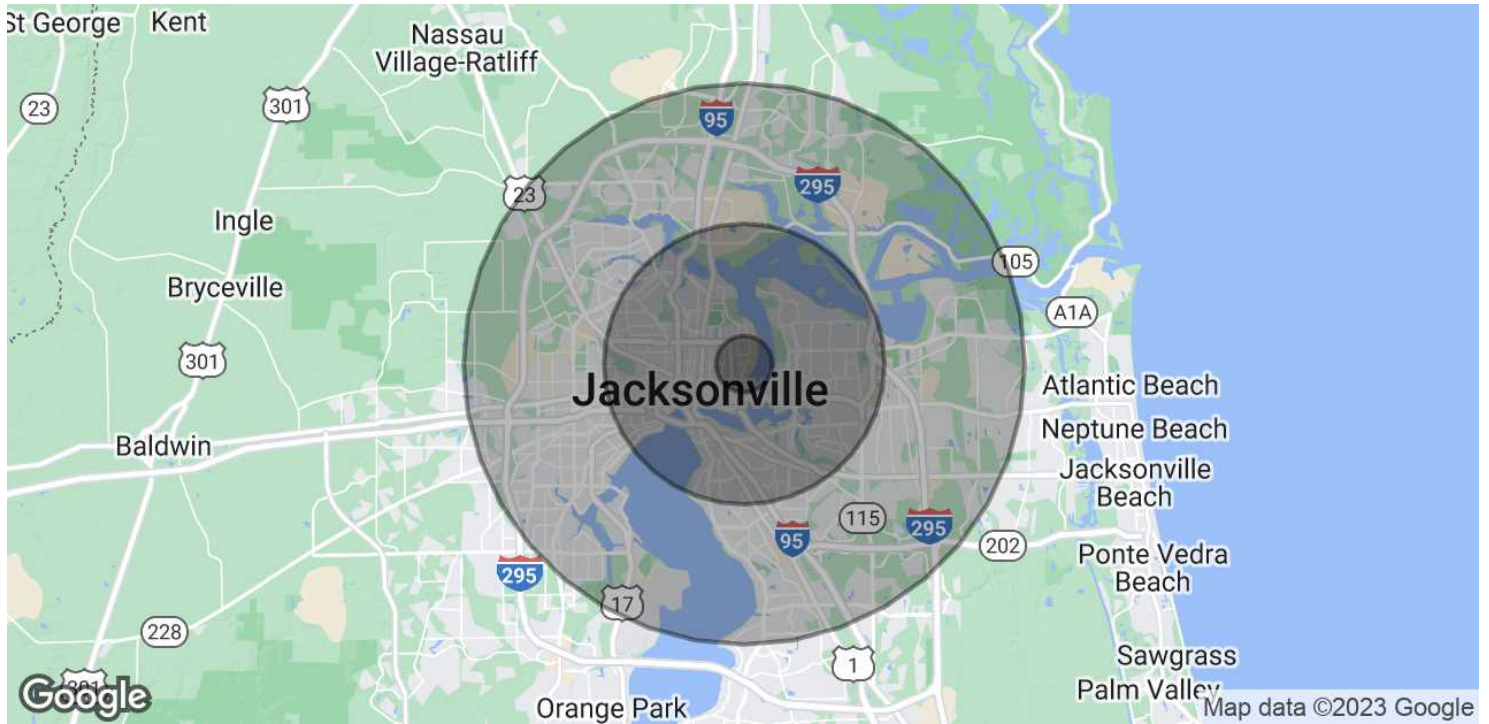 St George
Kent
Nassau
Village-Ratliff
23
301
95
295
23
Ingle
105
Bryceville
A1A
301
Jacksonville
Atlantic Beach
Neptune Beach
Baldwin
Jacksonville
Beach
115
95
295
202
Ponte Vedra
Beach
295
17
228
1
Sawgrass
Palm Valley
301
Google
Orange Park
Map data ©2023 Google